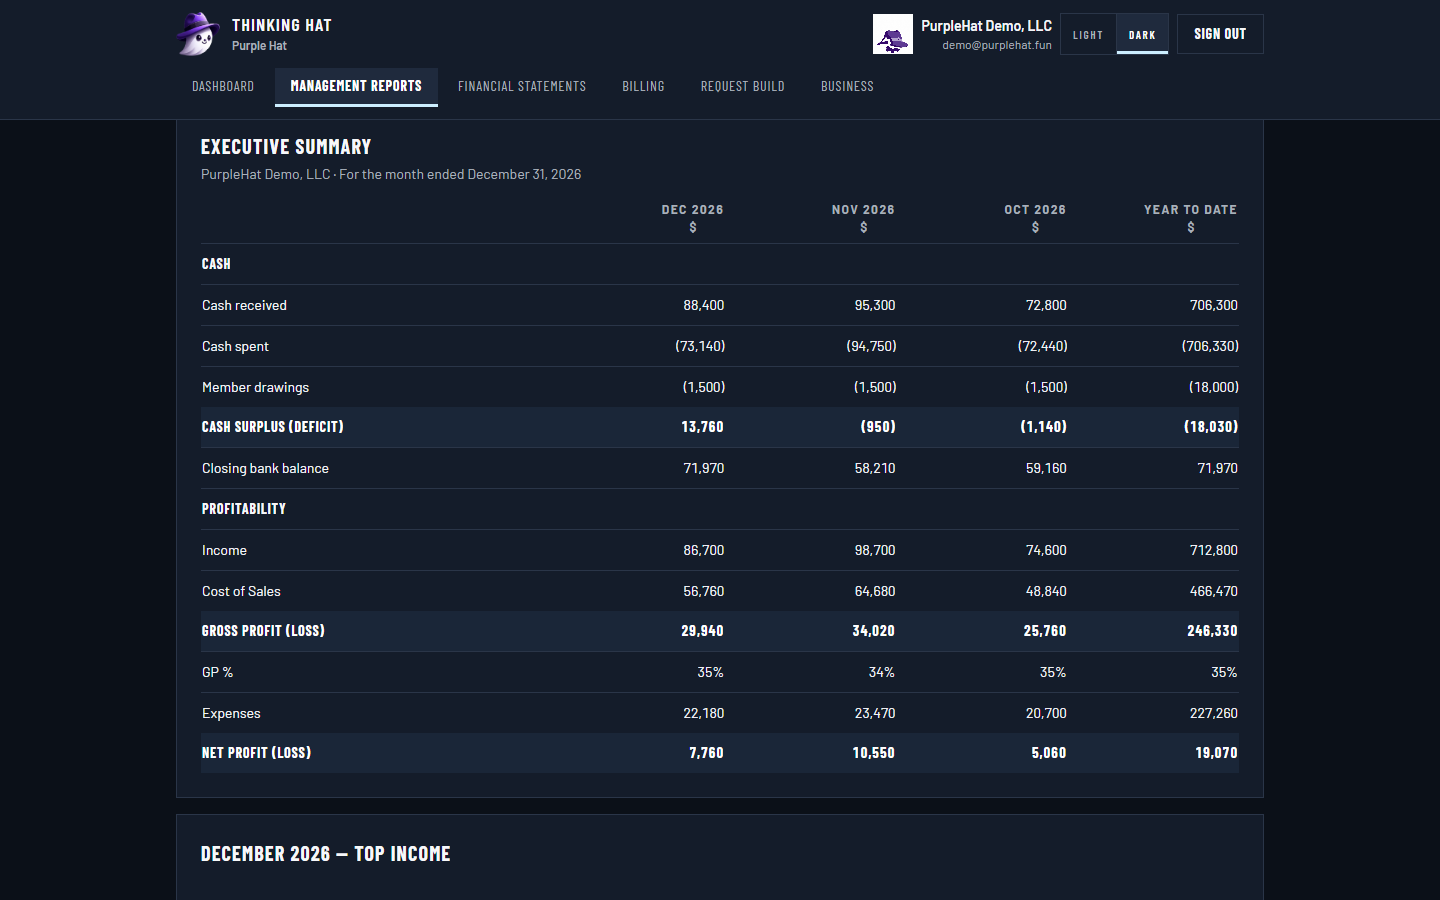 THINKING HAT
Purple Hat
PurpleHat Demo, LLC
demo@purplehat.fun
LIGHT
DARK
SIGN OUT
DASHBOARD
MANAGEMENT REPORTS
FINANCIAL STATEMENTS
BILLING
REQUEST BUILD
BUSINESS
EXECUTIVE SUMMARY
PurpleHat Demo, LLC · For the month ended December 31, 2026
DEC 2026 NOV 2026 OCT 2026 YEAR TO DATE
$ $ $ $
CASH
Cash received 88,400 95,300 72,800 706,300
Cash spent (73,140) (94,750) (72,440) (706,330)
Member drawings (1,500) (1,500) (1,500) (18,000)
CASH SURPLUS (DEFICIT) 13,760 (950) (1,140) (18,030)
Closing bank balance 71,970 58,210 59,160 71,970
PROFITABILITY
Income 86,700 98,700 74,600 712,800
Cost of Sales 56,760 64,680 48,840 466,470
GROSS PROFIT (LOSS) 29,940 34,020 25,760 246,330
GP % 35% 34% 35% 35%
Expenses 22,180 23,470 20,700 227,260
NET PROFIT (LOSS) 7,760 10,550 5,060 19,070
DECEMBER 2026 — TOP INCOME